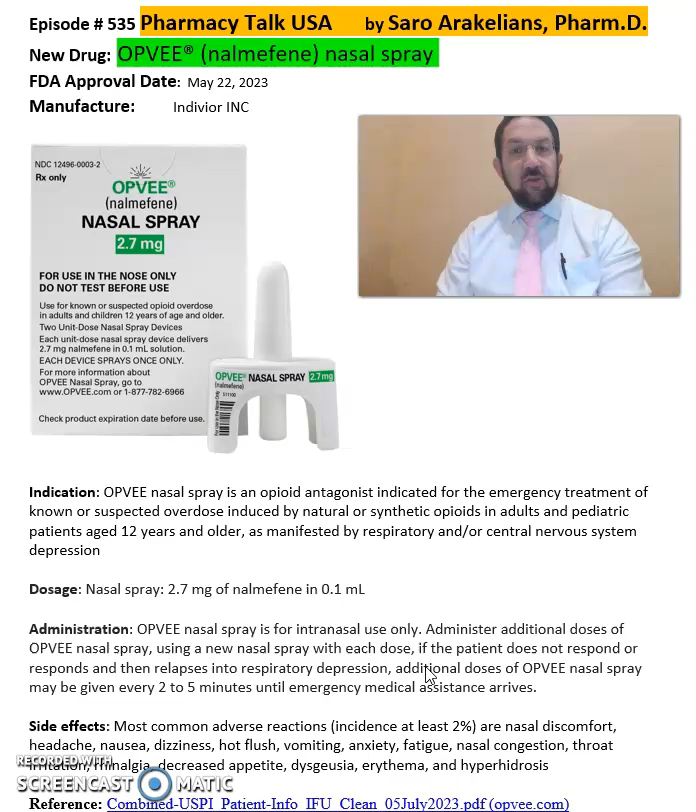 Episode # 535 Pharmacy Talk USA by Saro Arakelians, Pharm.D.
New Drug: OPVEE® (nalmefene) nasal spray
FDA Approval Date: May 22, 2023
Manufacture: Indivior INC
NDC 12496-0003-2
Rx only
OPVEE®
(nalmefene)
NASAL SPRAY
2.7 mg
FOR USE IN THE NOSE ONLY
DO NOT TEST BEFORE USE
Use for known or suspected opioid overdose
in adults and children 12 years of age and older.
Two Unit-Dose Nasal Spray Devices
Each unit-dose nasal spray device delivers
2.7 mg nalmefene in 0.1 mL solution.
EACH DEVICE SPRAYS ONCE ONLY.
For more information about
OPVEE Nasal Spray, go to
www.OPVEE.com or 1-877-782-6966
Check product expiration date before use.
OPVEE® NASAL SPRAY 2.7 mg
(nalmefene)
Indication: OPVEE nasal spray is an opioid antagonist indicated for the emergency treatment of
known or suspected overdose induced by natural or synthetic opioids in adults and pediatric
patients aged 12 years and older, as manifested by respiratory and/or central nervous system
depression
Dosage: Nasal spray: 2.7 mg of nalmefene in 0.1 mL
Administration: OPVEE nasal spray is for intranasal use only. Administer additional doses of
OPVEE nasal spray, using a new nasal spray with each dose, if the patient does not respond or
responds and then relapses into respiratory depression, additional doses of OPVEE nasal spray
may be given every 2 to 5 minutes until emergency medical assistance arrives.
Side effects: Most common adverse reactions (incidence at least 2%) are nasal discomfort,
headache, nausea, dizziness, hot flush, vomiting, anxiety, fatigue, nasal congestion, throat
irritation, rhinalgia, decreased appetite, dysgeusia, erythema, and hyperhidrosis
RECORDED WITH
SCREENCAST MATIC
Reference: Combined-USPI_Patient-Info_IFU_Clean_05July2023.pdf (opvee.com)